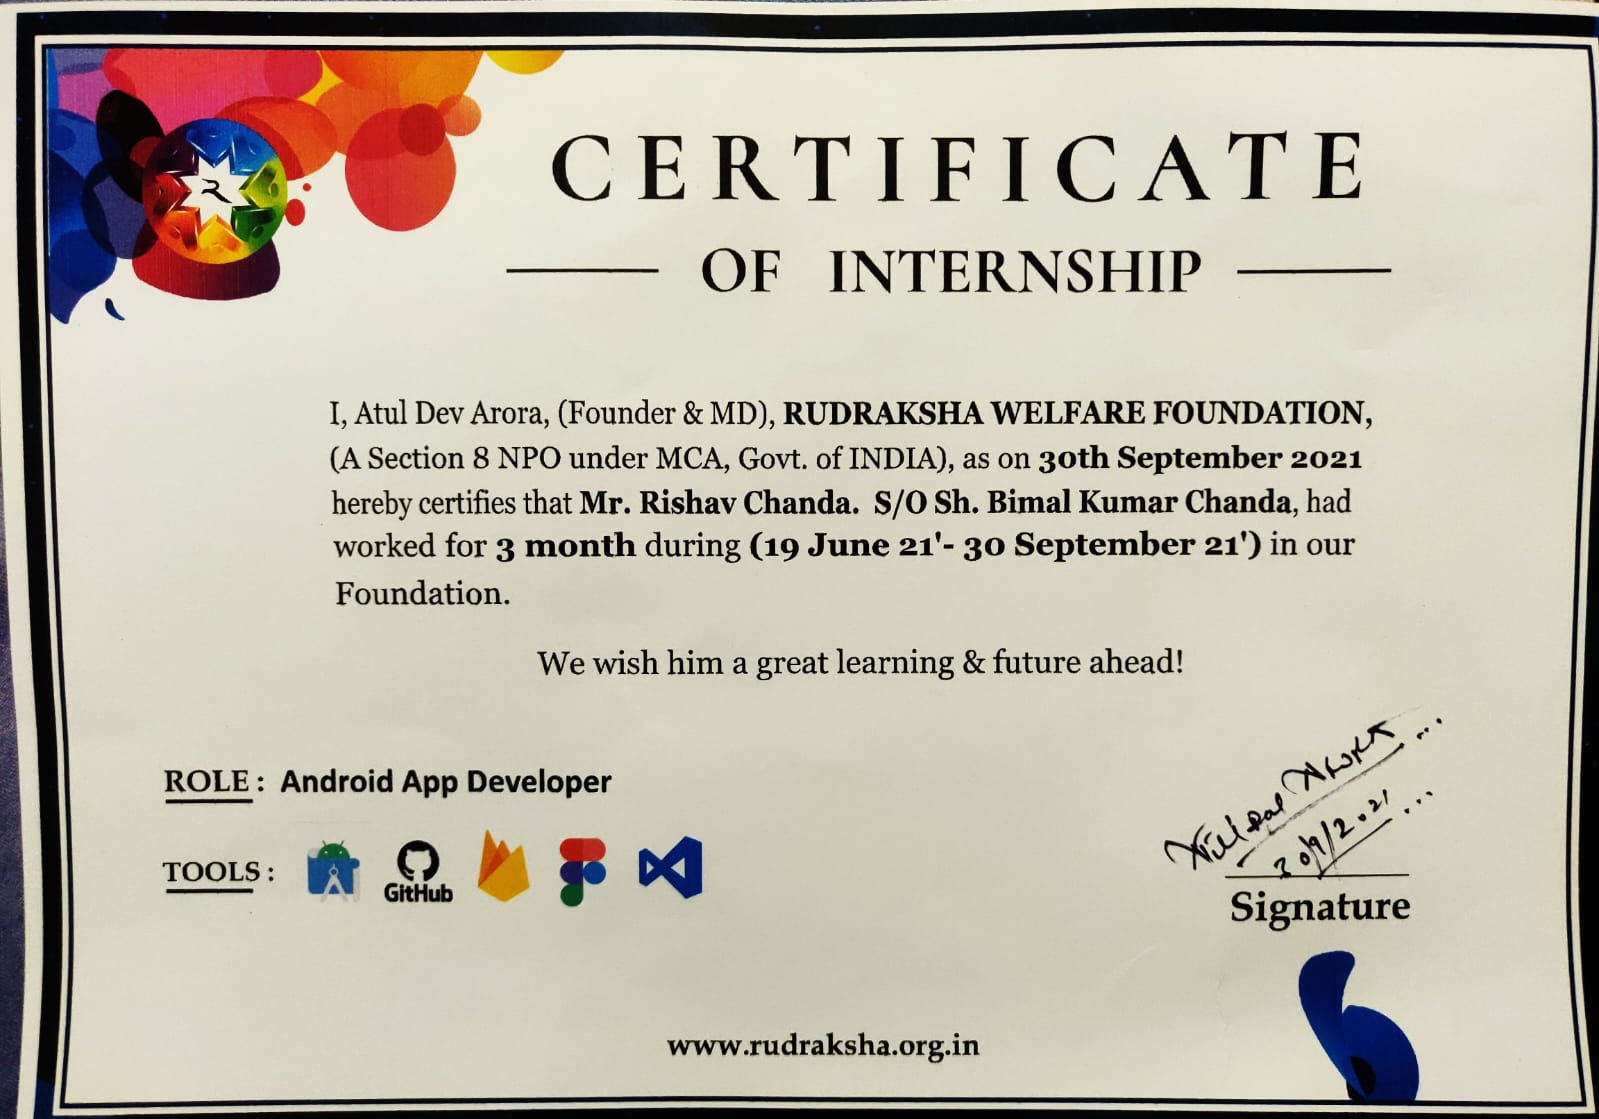 CERTIFICATE
OF INTERNSHIP
I, Atul Dev Arora, (Founder & MD), RUDRAKSHA WELFARE FOUNDATION,
(A Section 8 NPO under MCA, Govt. of INDIA), as on 30th September 2021
hereby certifies that Mr. Rishav Chanda. S/O Sh. Bimal Kumar Chanda, had
worked for 3 month during (19 June 21'- 30 September 21') in our
Foundation.
We wish him a great learning & future ahead!
ROLE : Android App Developer
TOOLS :
GitHub
30/9/2021
Signature
www.rudraksha.org.in